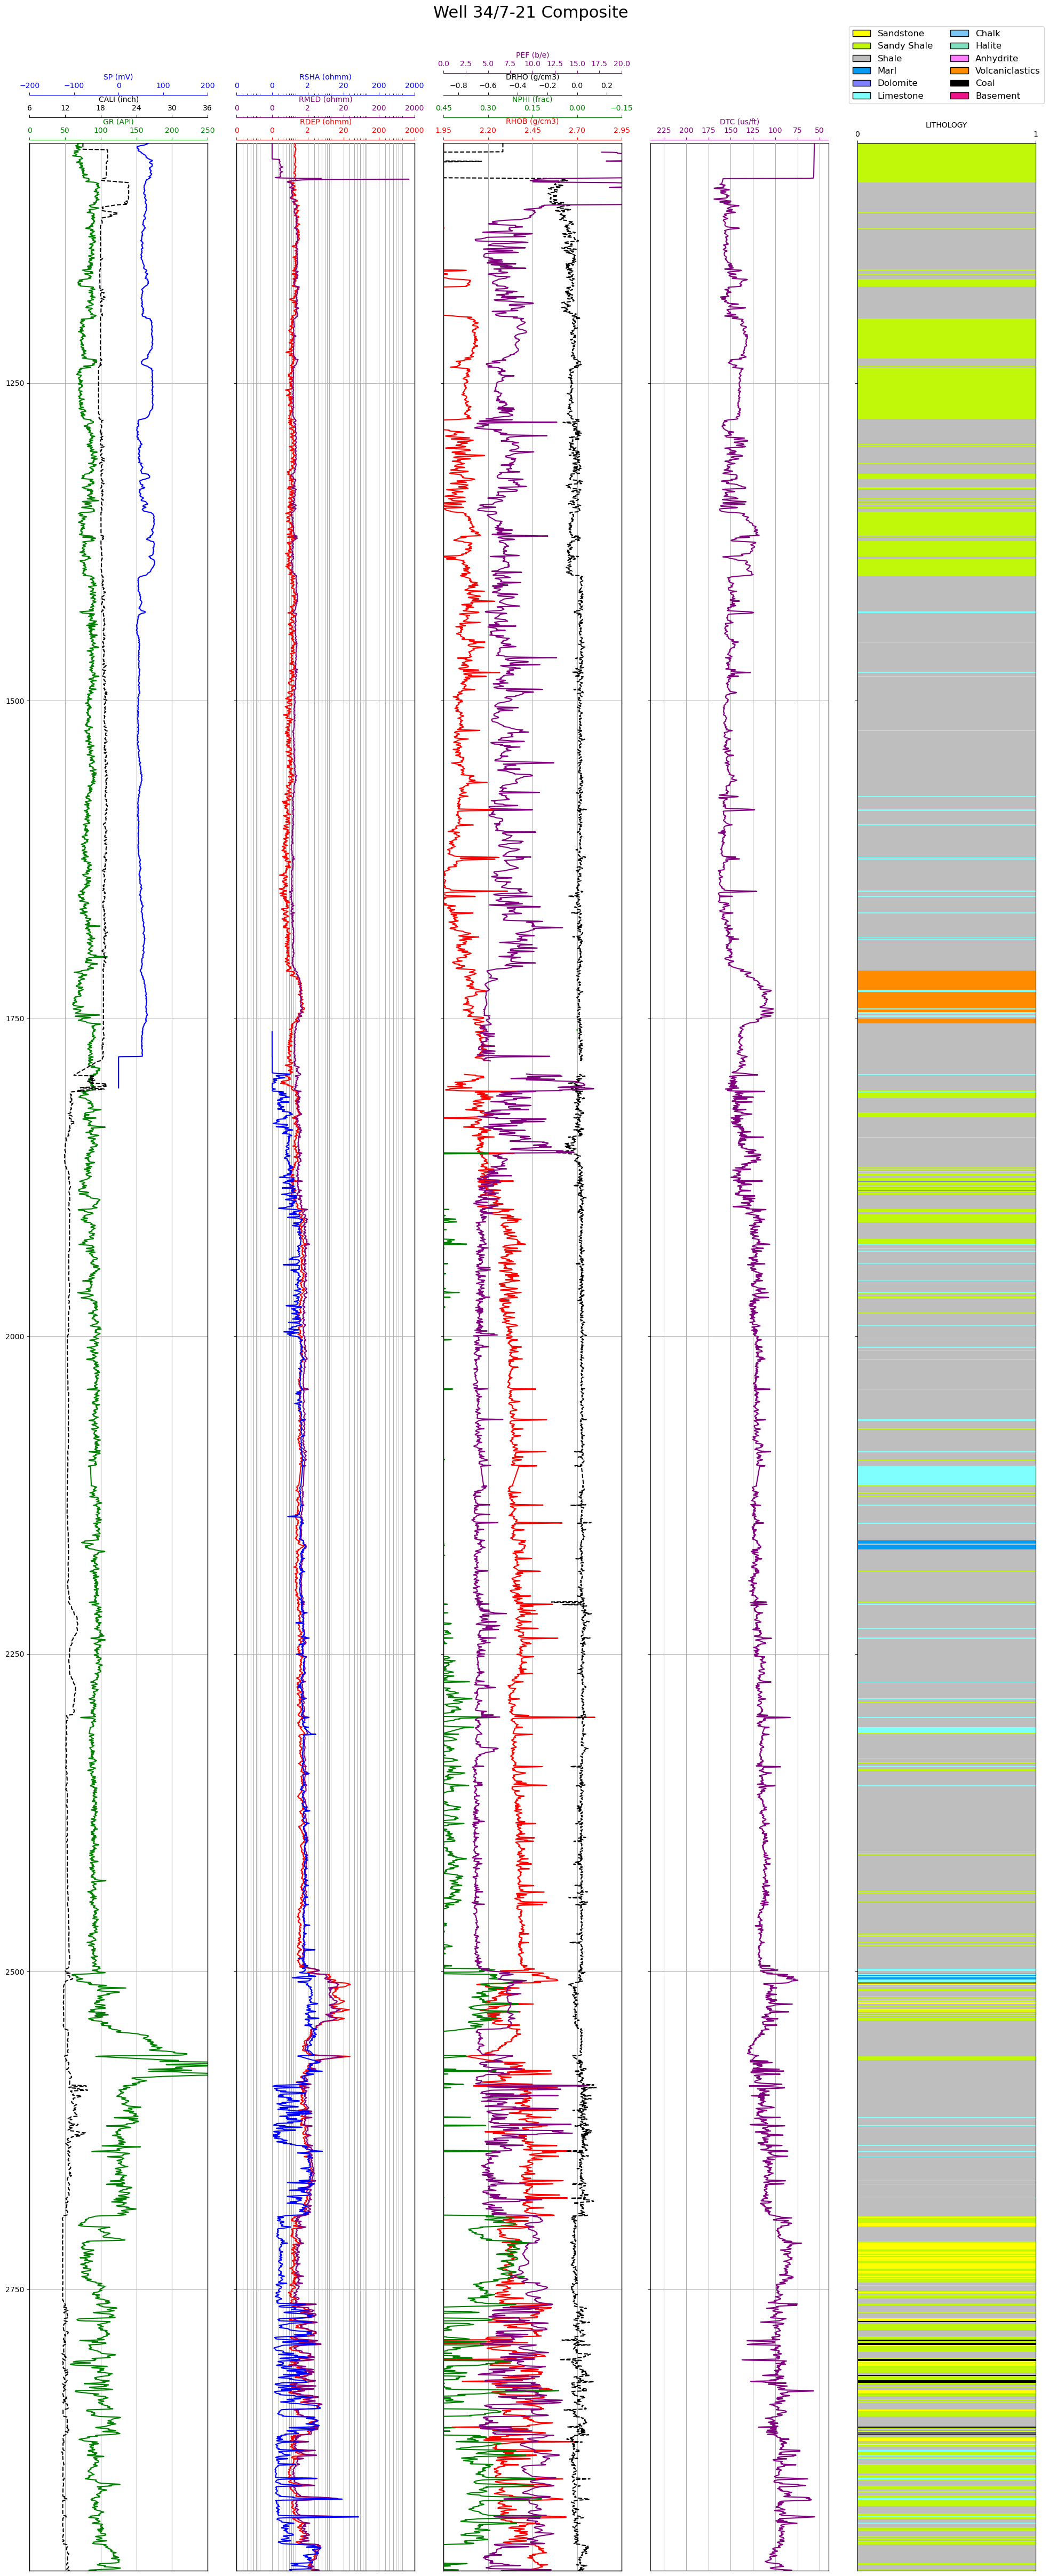 Well 34/7-21 Composite
Sandstone
Sandy Shale
Shale
Marl
Dolomite
Limestone
Chalk
Halite
Anhydrite
Volcaniclastics
Coal
Basement
SP (mV)
−200 −100 0 100 200
CALI (inch)
6 12 18 24 30 36
GR (API)
0 50 100 150 200 250
RSHA (ohmm)
0 0 2 20 200 2000
RMED (ohmm)
0 0 2 20 200 2000
RDEP (ohmm)
0 0 2 20 200 2000
PEF (b/e)
0.0 2.5 5.0 7.5 10.0 12.5 15.0 17.5 20.0
DRHO (g/cm3)
−0.8 −0.6 −0.4 −0.2 0.0 0.2
NPHI (frac)
0.45 0.30 0.15 0.00 −0.15
RHOB (g/cm3)
1.95 2.20 2.45 2.70 2.95
DTC (us/ft)
225 200 175 150 125 100 75 50
LITHOLOGY
0 1
1250
1500
1750
2000
2250
2500
2750